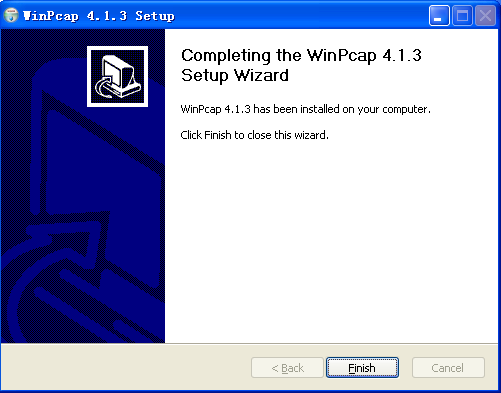 WinPcap 4.1.3 Setup
Completing the WinPcap 4.1.3
Setup Wizard
WinPcap 4.1.3 has been installed on your computer.
Click Finish to close this wizard.
< Back
Finish
Cancel